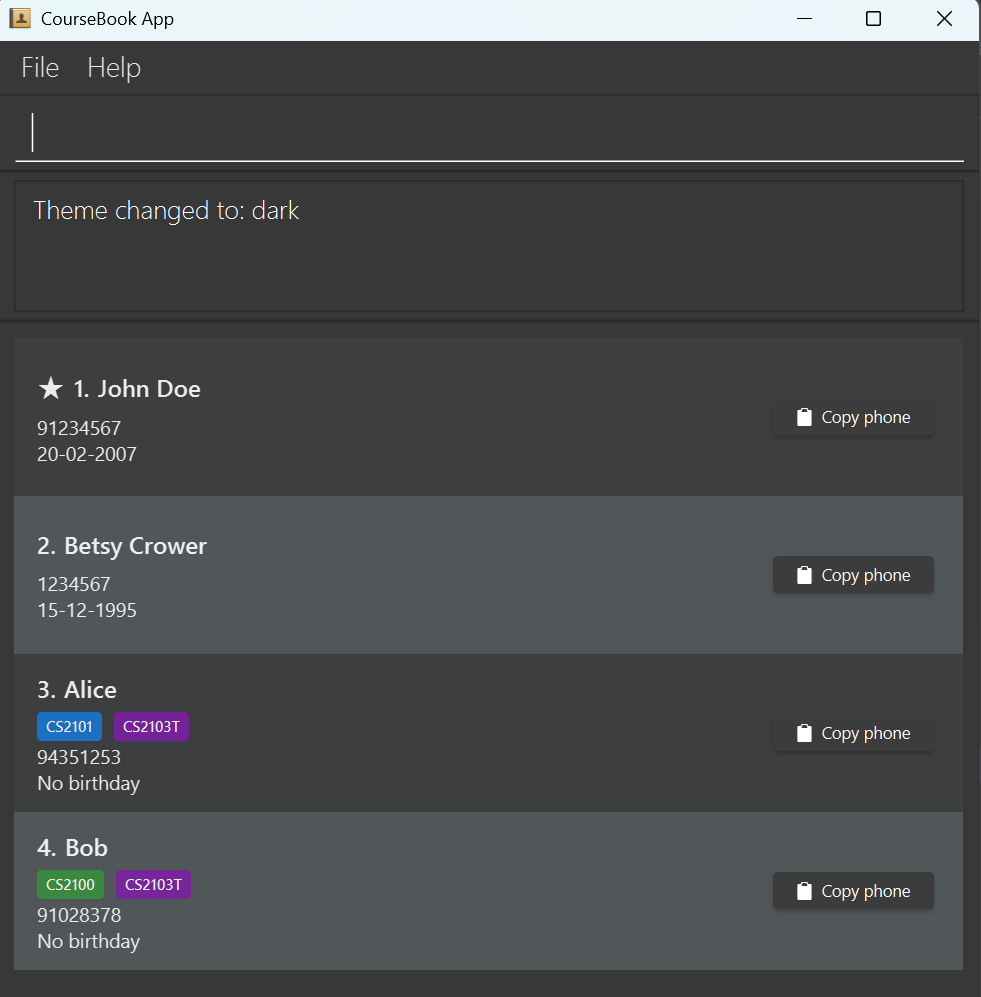 CourseBook App
File Help
Theme changed to: dark
★ 1. John Doe
91234567
20-02-2007
Copy phone
2. Betsy Crower
1234567
15-12-1995
Copy phone
3. Alice
CS2101 CS2103T
94351253
No birthday
Copy phone
4. Bob
CS2100 CS2103T
91028378
No birthday
Copy phone